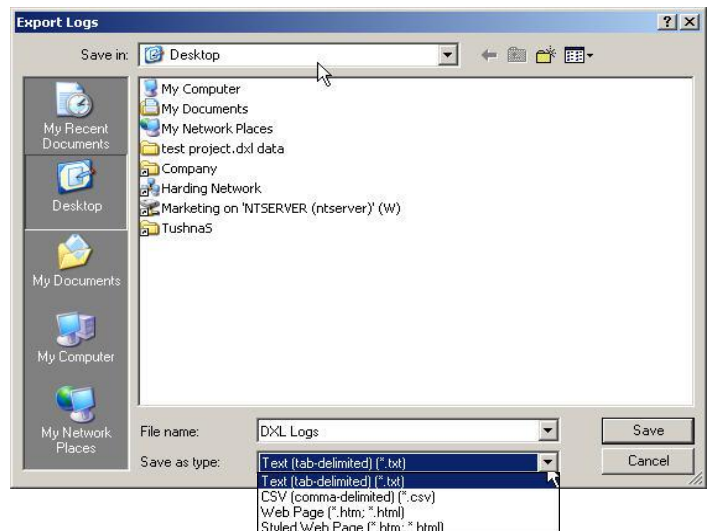 Export Logs
Save in:
Desktop
My Recent
Documents
Desktop
My Documents
My Computer
My Network
Places
My Computer
My Documents
My Network Places
test project.dxl data
Company
Harding Network
Marketing on 'NTSERVER (ntserver)' (W)
TushnaS
File name:
DXL Logs
Save
Save as type:
Text (tab-delimited) (*.txt)
Cancel
Text (tab-delimited) (*.txt)
CSV (comma-delimited) (*.csv)
Web Page (*.htm; *.html)
Styled Web Page (*.htm; *.html)